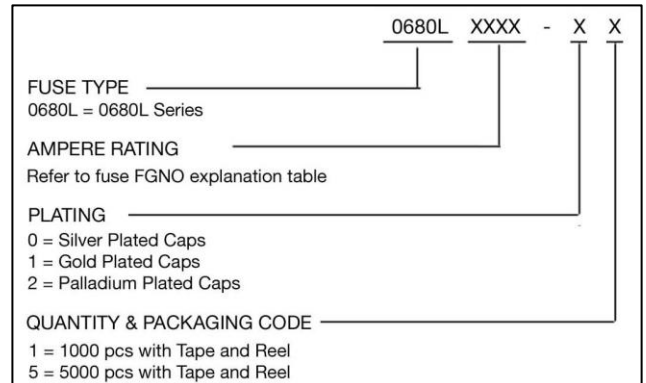 0680L XXXX - X X
FUSE TYPE
0680L = 0680L Series
AMPERE RATING
Refer to fuse FGNO explanation table
PLATING
0 = Silver Plated Caps
1 = Gold Plated Caps
2 = Palladium Plated Caps
QUANTITY & PACKAGING CODE
1 = 1000 pcs with Tape and Reel
5 = 5000 pcs with Tape and Reel